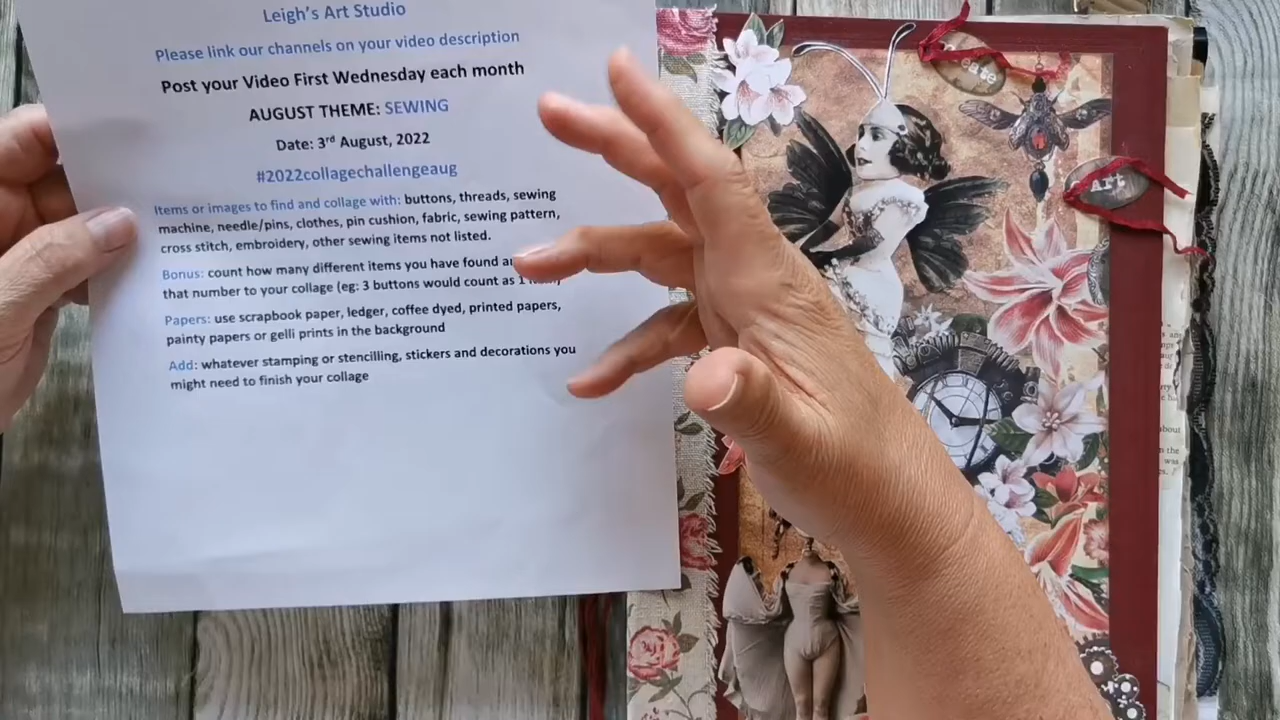 Leigh's Art Studio
Please link our channels on your video description
Post your Video First Wednesday each month
AUGUST THEME: SEWING
Date: 3rd August, 2022
#2022collagechallengeaug
Items or images to find and collage with: buttons, threads, sewing
machine, needle/pins, clothes, pin cushion, fabric, sewing pattern,
cross stitch, embroidery, other sewing items not listed.
Bonus: count how many different items you have found
that number to your collage (eg: 3 buttons would count as 1
Papers: use scrapbook paper, ledger, coffee dyed, printed papers,
painty papers or gelli prints in the background
Add: whatever stamping or stencilling, stickers and decorations you
might need to finish your collage
eate
Art
about
the
was